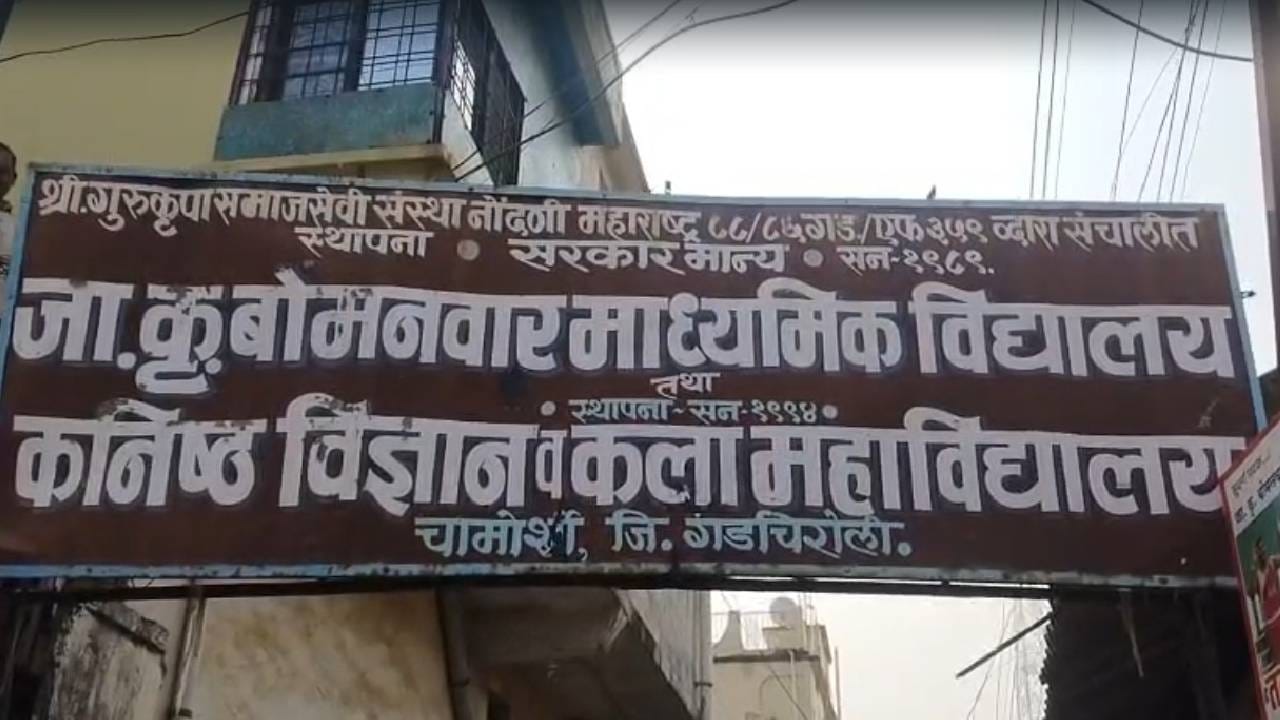 श्री.गुरुकृपा समाजसेवी संस्था नोंदणी महाराष्ट्र ८८/८५गड./एफ ३५९ व्दारा संचालीत
स्थापना • सरकार मान्य • सन-१९८९.
जा.कृ.बोमनवार माध्यमिक विद्यालय
तथा
• स्थापना-सन-१९९४•
कनिष्ठ विज्ञान व कला महाविद्यालय
चामोर्शी, जि. गडचिरोली.